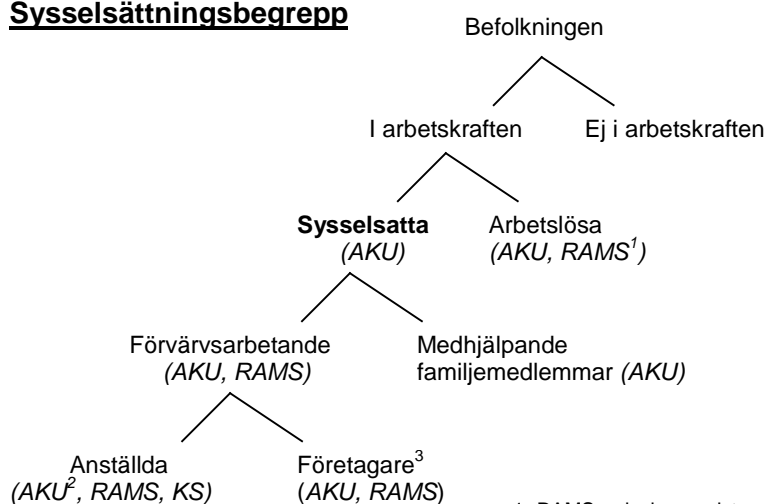 Sysselsättningsbegrepp
Befolkningen
I arbetskraften Ej i arbetskraften
Sysselsatta Arbetslösa
(AKU) (AKU, RAMS¹)
Förvärvsarbetande Medhjälpande
(AKU, RAMS) familjemedlemmar (AKU)
Anställda Företagare³
(AKU², RAMS, KS) (AKU, RAMS)